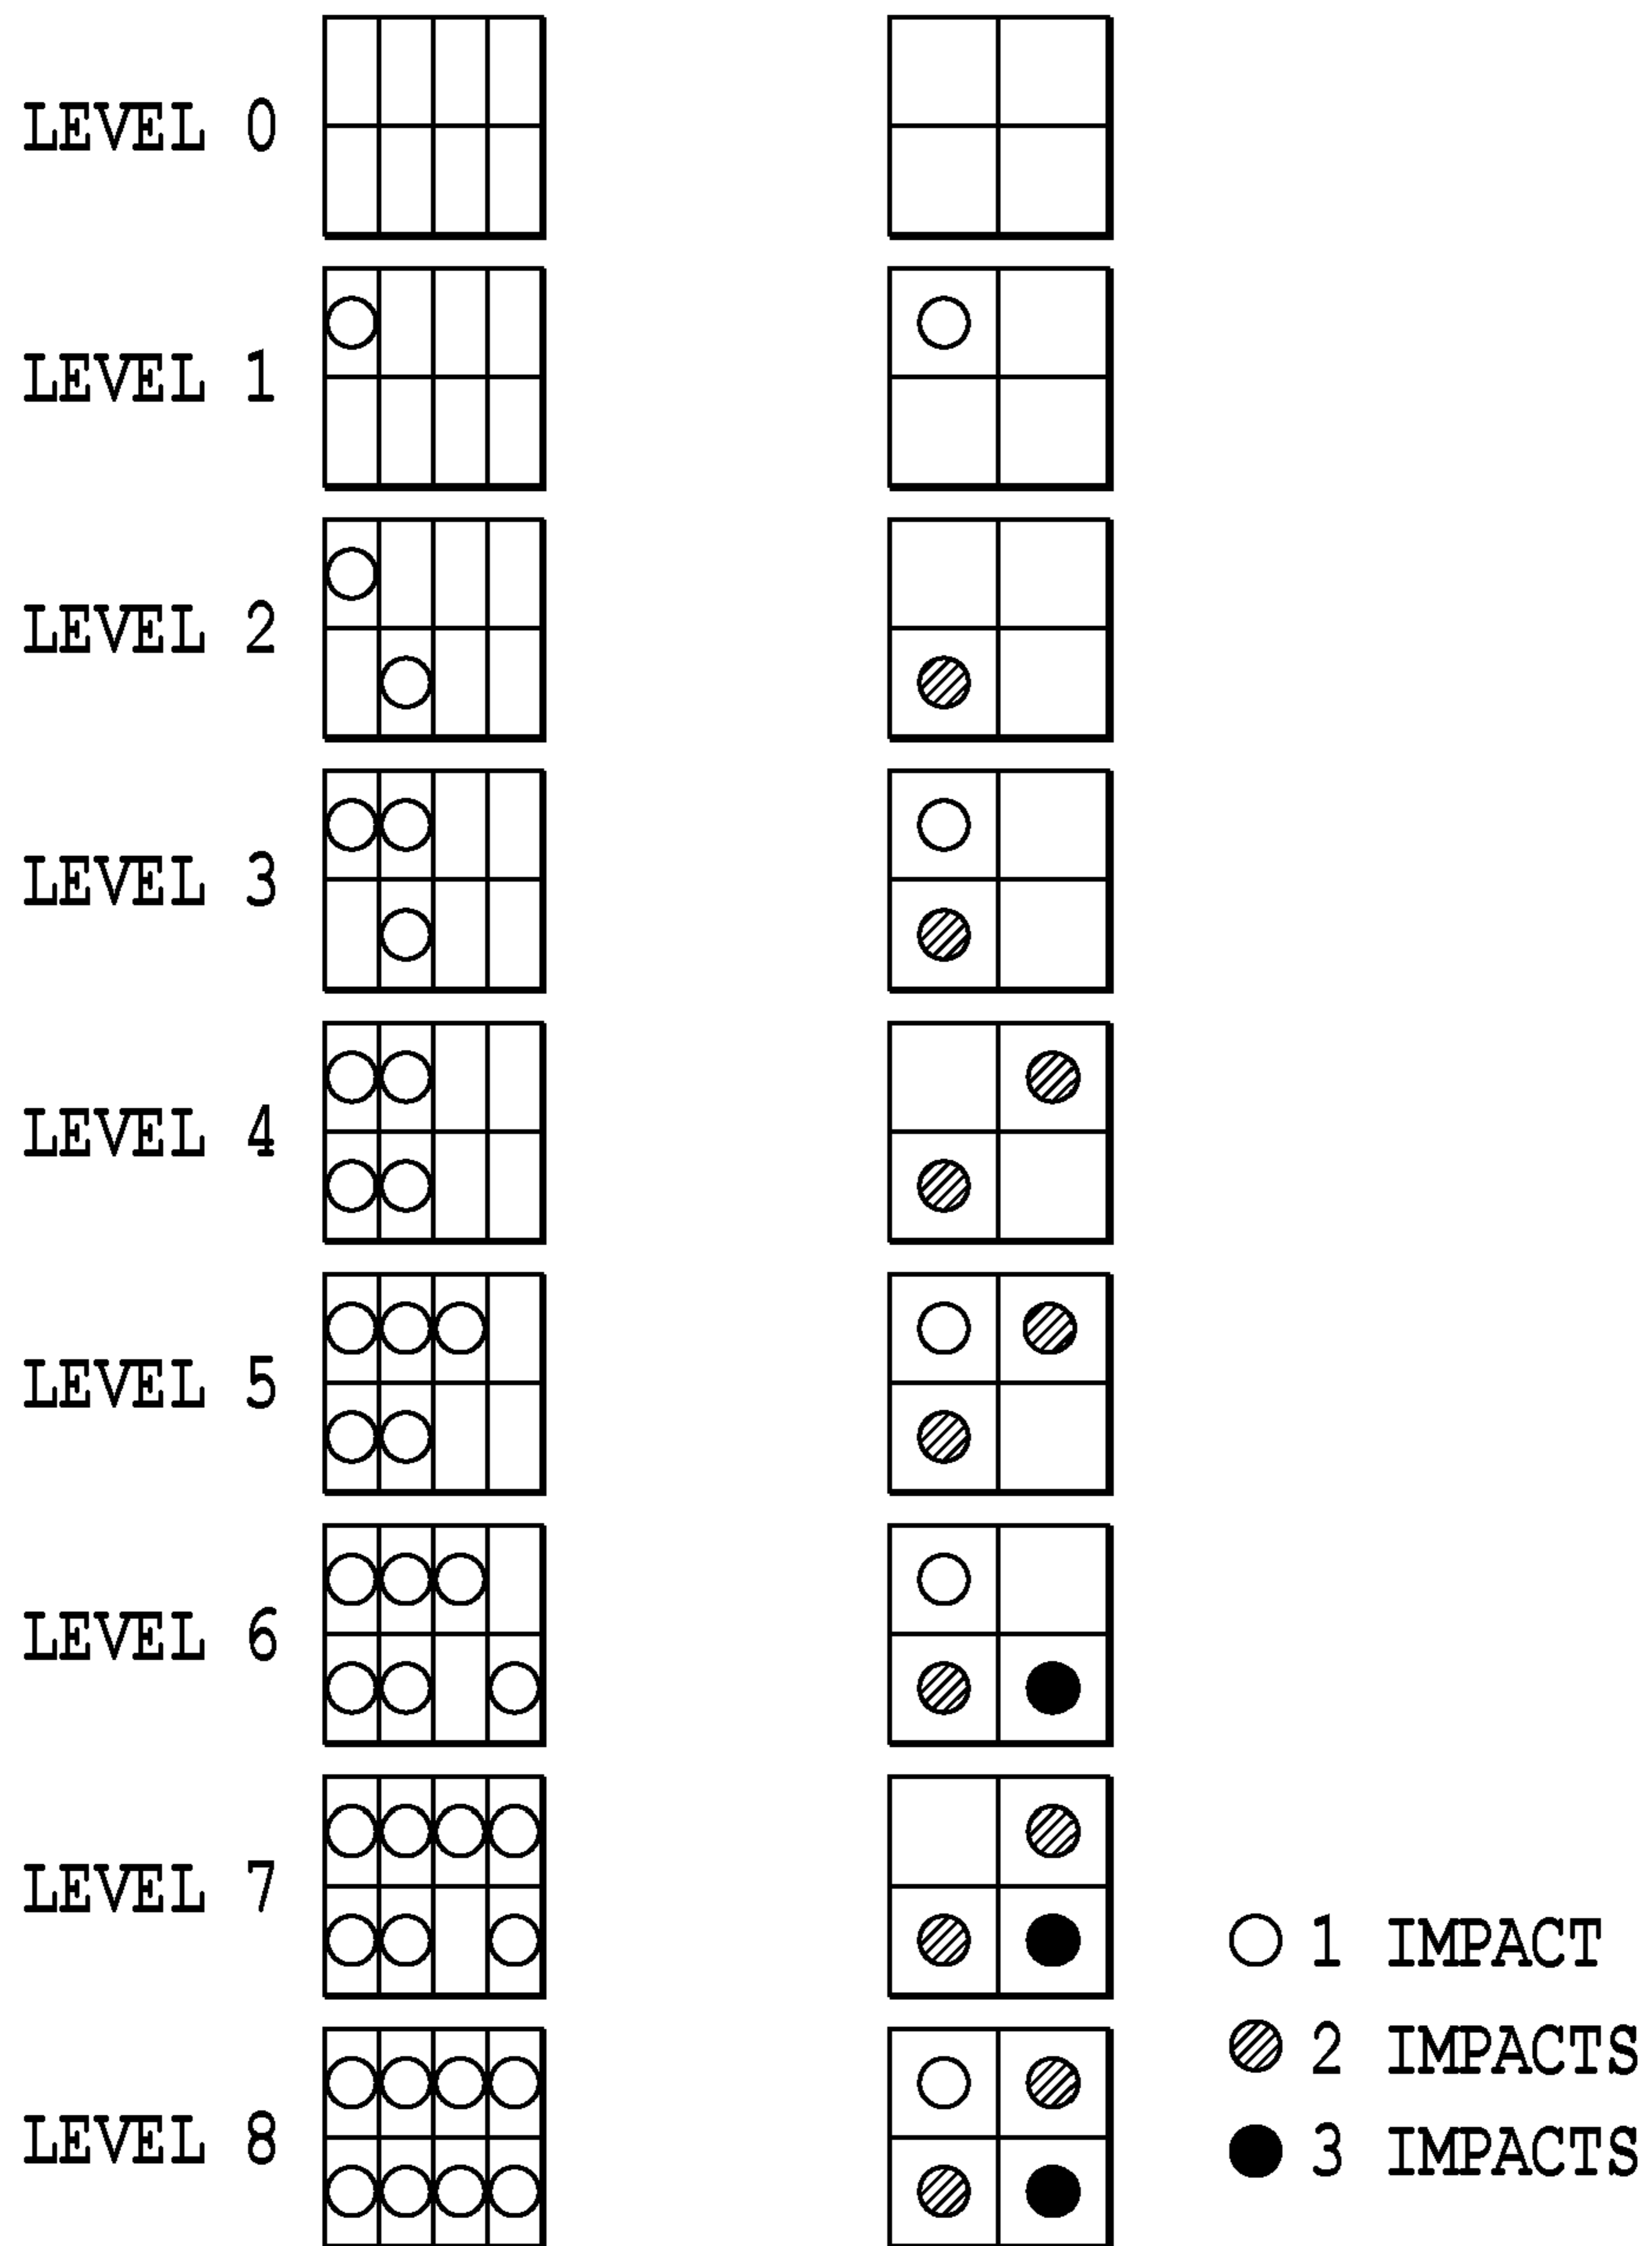 LEVEL 0
LEVEL 1
LEVEL 2
LEVEL 3
LEVEL 4
LEVEL 5
LEVEL 6
LEVEL 7
1 IMPACT
2 IMPACTS
3 IMPACTS
LEVEL 8